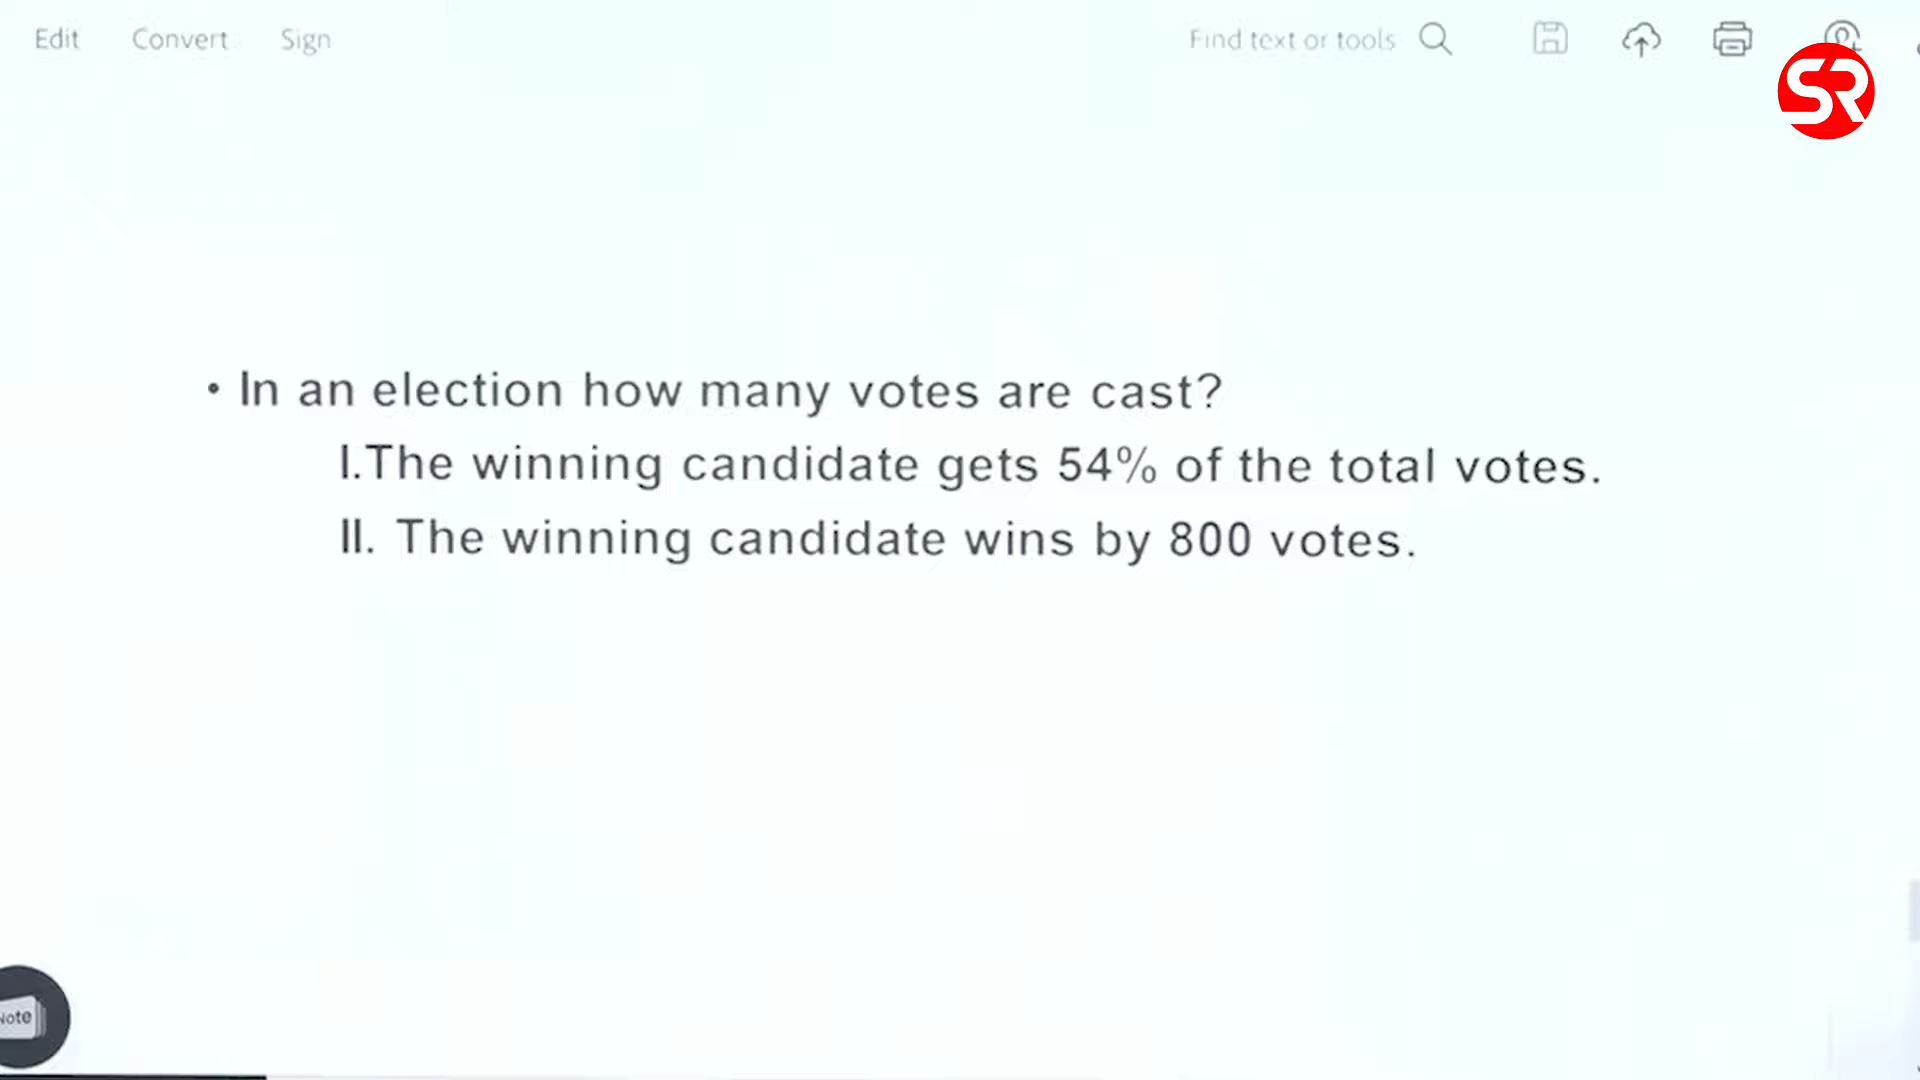 Edit Convert Sign Find text or tools
SR
• In an election how many votes are cast?
I.The winning candidate gets 54% of the total votes.
II. The winning candidate wins by 800 votes.
Note